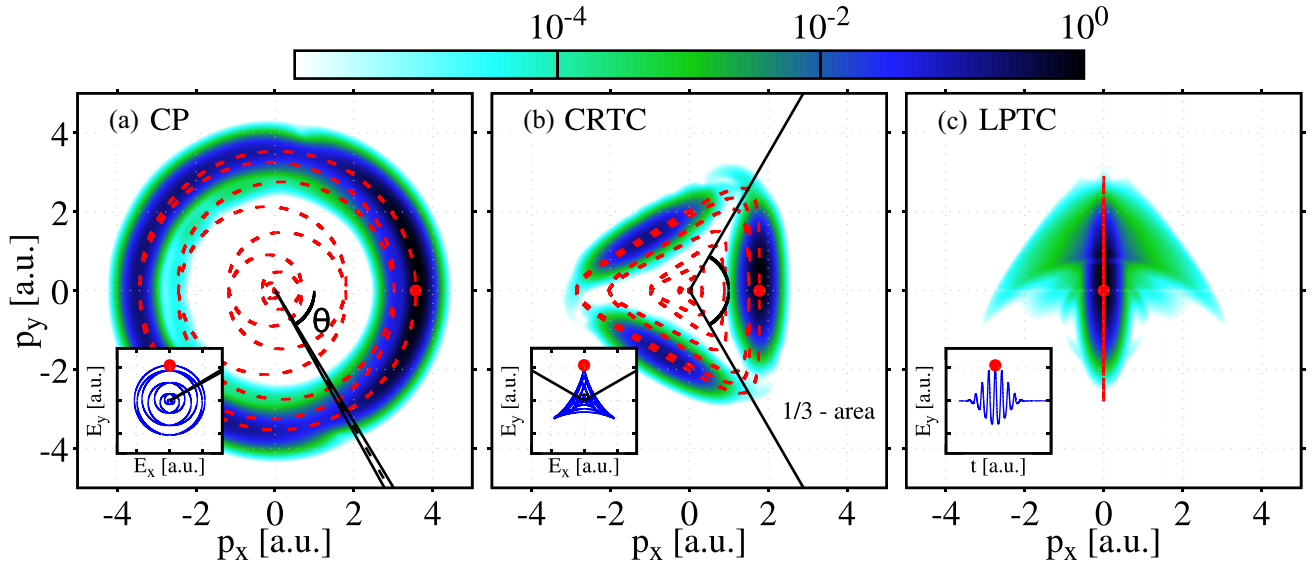 10^-4 10^-2 10^0
(a) CP (b) CRTC (c) LPTC
4
2
0
-2
-4
p_y [a.u.]
θ
1/3 - area
E_y [a.u.] E_y [a.u.] E_y [a.u.]
E_x [a.u.] E_x [a.u.] t [a.u.]
-4 -2 0 2 4 -4 -2 0 2 4 -4 -2 0 2 4
p_x [a.u.] p_x [a.u.] p_x [a.u.]